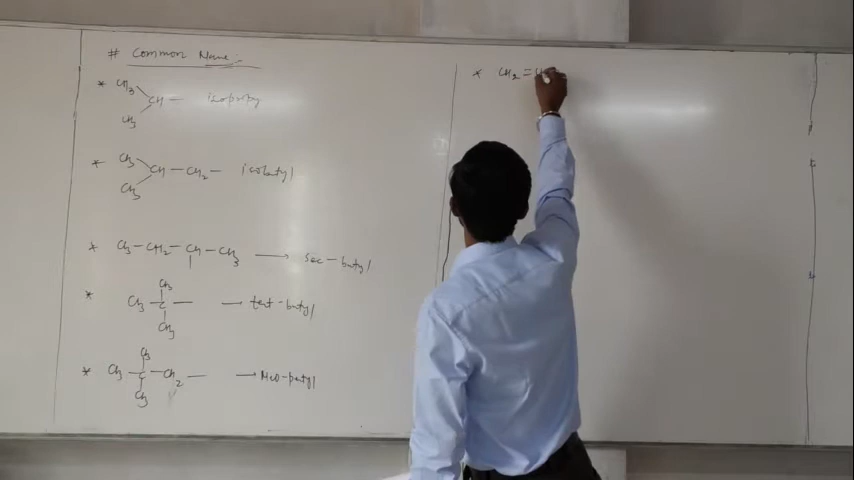 # Common Name:-
* CH3
CH — isopropy
CH3
* CH3
CH — CH2 — isobutyl
CH3
* CH3 — CH2 — CH — CH3 → sec-butyl
CH3
* CH3 — C — → tert-butyl
CH3
CH3
* CH3 — C — CH2 — → Neo-pentyl
CH3
* CH2 =